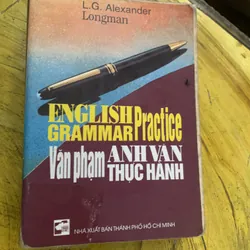 L.G. Alexander
Longman
ENGLISH
GRAMMAR Practice
Văn phạm ANH VĂN
THỰC HÀNH
NHÀ XUẤT BẢN THÀNH PHỐ HỒ CHÍ MINH